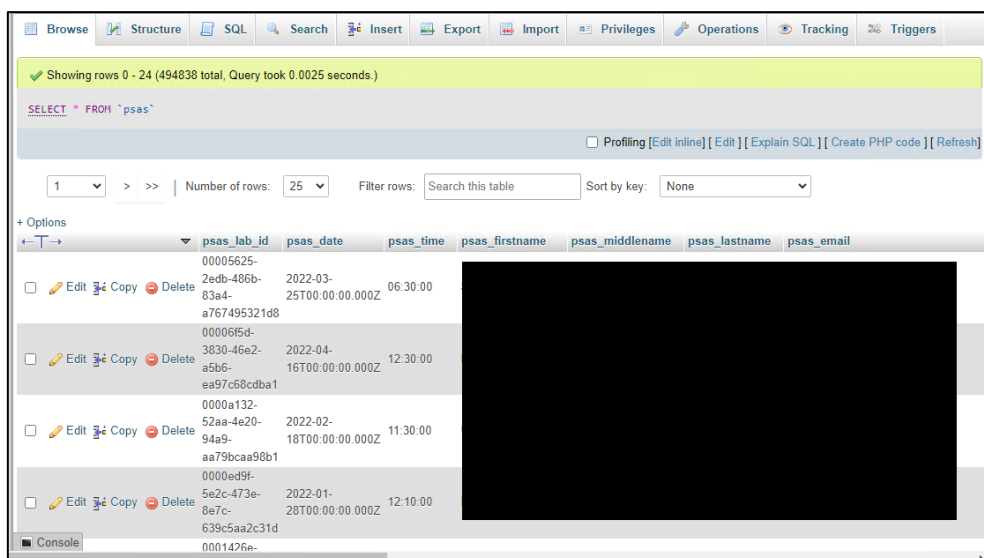 Browse Structure SQL Search Insert Export Import Privileges Operations Tracking Triggers
Showing rows 0 - 24 (494838 total, Query took 0.0025 seconds.)
SELECT * FROM `psas`
Profiling [Edit inline] [ Edit ] [ Explain SQL ] [ Create PHP code ] [ Refresh]
1 > >> | Number of rows: 25 Filter rows: Search this table Sort by key: None
+ Options
psas_lab_id psas_date psas_time psas_firstname psas_middlename psas_lastname psas_email
00005625-
2edb-486b- 2022-03-
Edit Copy Delete 83a4- 25T00:00:00.000Z 06:30:00
a767495321d8
00006f5d-
3830-46e2- 2022-04-
Edit Copy Delete a5b6- 16T00:00:00.000Z 12:30:00
ea97c68cdba1
0000a132-
52aa-4e20- 2022-02-
Edit Copy Delete 94a9- 18T00:00:00.000Z 11:30:00
aa79bcaa98b1
0000ed9f-
5e2c-473e- 2022-01-
Edit Copy Delete 8e7c- 28T00:00:00.000Z 12:10:00
639c5aa2c31d
Console
0001426e-